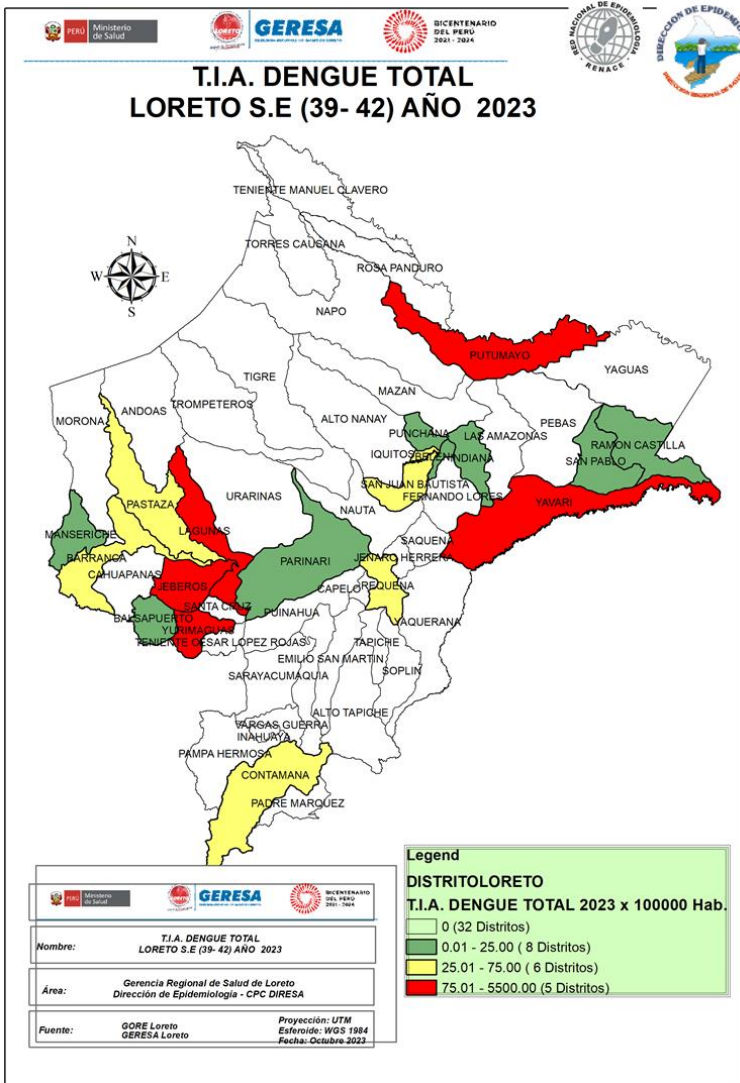 PERÚ
Ministerio
de Salud
LORETO
GERESA
BICENTENARIO
DEL PERÚ
2021 - 2024
RED NACIONAL DE EPIDEMIOLOGIA
RENACE
T.I.A. DENGUE TOTAL
LORETO S.E (39- 42) AÑO  2023
N
W
E
S
TENIENTE MANUEL CLAVERO
TORRES CAUSANA
ROSA PANDURO
NAPO
PUTUMAYO
YAGUAS
TIGRE
MAZAN
ANDOAS
TROMPETEROS
MORONA
ALTO NANAY
PEBAS
PUNCHANA
LAS AMAZONAS
RAMON CASTILLA
IQUITOS
BELEN
INDIANA
SAN PABLO
SAN JUAN BAUTISTA
URARINAS
FERNANDO LORES
YAVARI
PASTAZA
NAUTA
LAGUNAS
SAQUENA
MANSERICHE
BARRANCA
PARINARI
JENARO HERRERA
CAHUAPANAS
JEBEROS
CAPELO
REQUENA
SANTA CRUZ
PUINAHUA
YAQUERANA
BALSAPUERTO
YURIMAGUAS
TENIENTE CESAR LOPEZ ROJAS
TAPICHE
EMILIO SAN MARTIN
SOPLIN
SARAYACU
MAQUIA
ALTO TAPICHE
VARGAS GUERRA
INAHUAYA
PAMPA HERMOSA
CONTAMANA
PADRE MARQUEZ
Legend
DISTRITOLORETO
T.I.A. DENGUE TOTAL 2023 x 100000 Hab.
0 (32 Distritos)
0.01 - 25.00 ( 8 Distritos)
25.01 - 75.00 ( 6 Distritos)
75.01 - 5500.00 (5 Distritos)
PERÚ
Ministerio
de Salud
LORETO
GERESA
BICENTENARIO
DEL PERÚ
2021 - 2024
Nombre:
T.I.A. DENGUE TOTAL
LORETO S.E (39- 42) AÑO  2023
Área:
Gerencia Regional de Salud de Loreto
Dirección de Epidemiología - CPC DIRESA
Fuente:
GORE Loreto
GERESA Loreto
Proyección: UTM
Esferoide: WGS 1984
Fecha: Octubre 2023